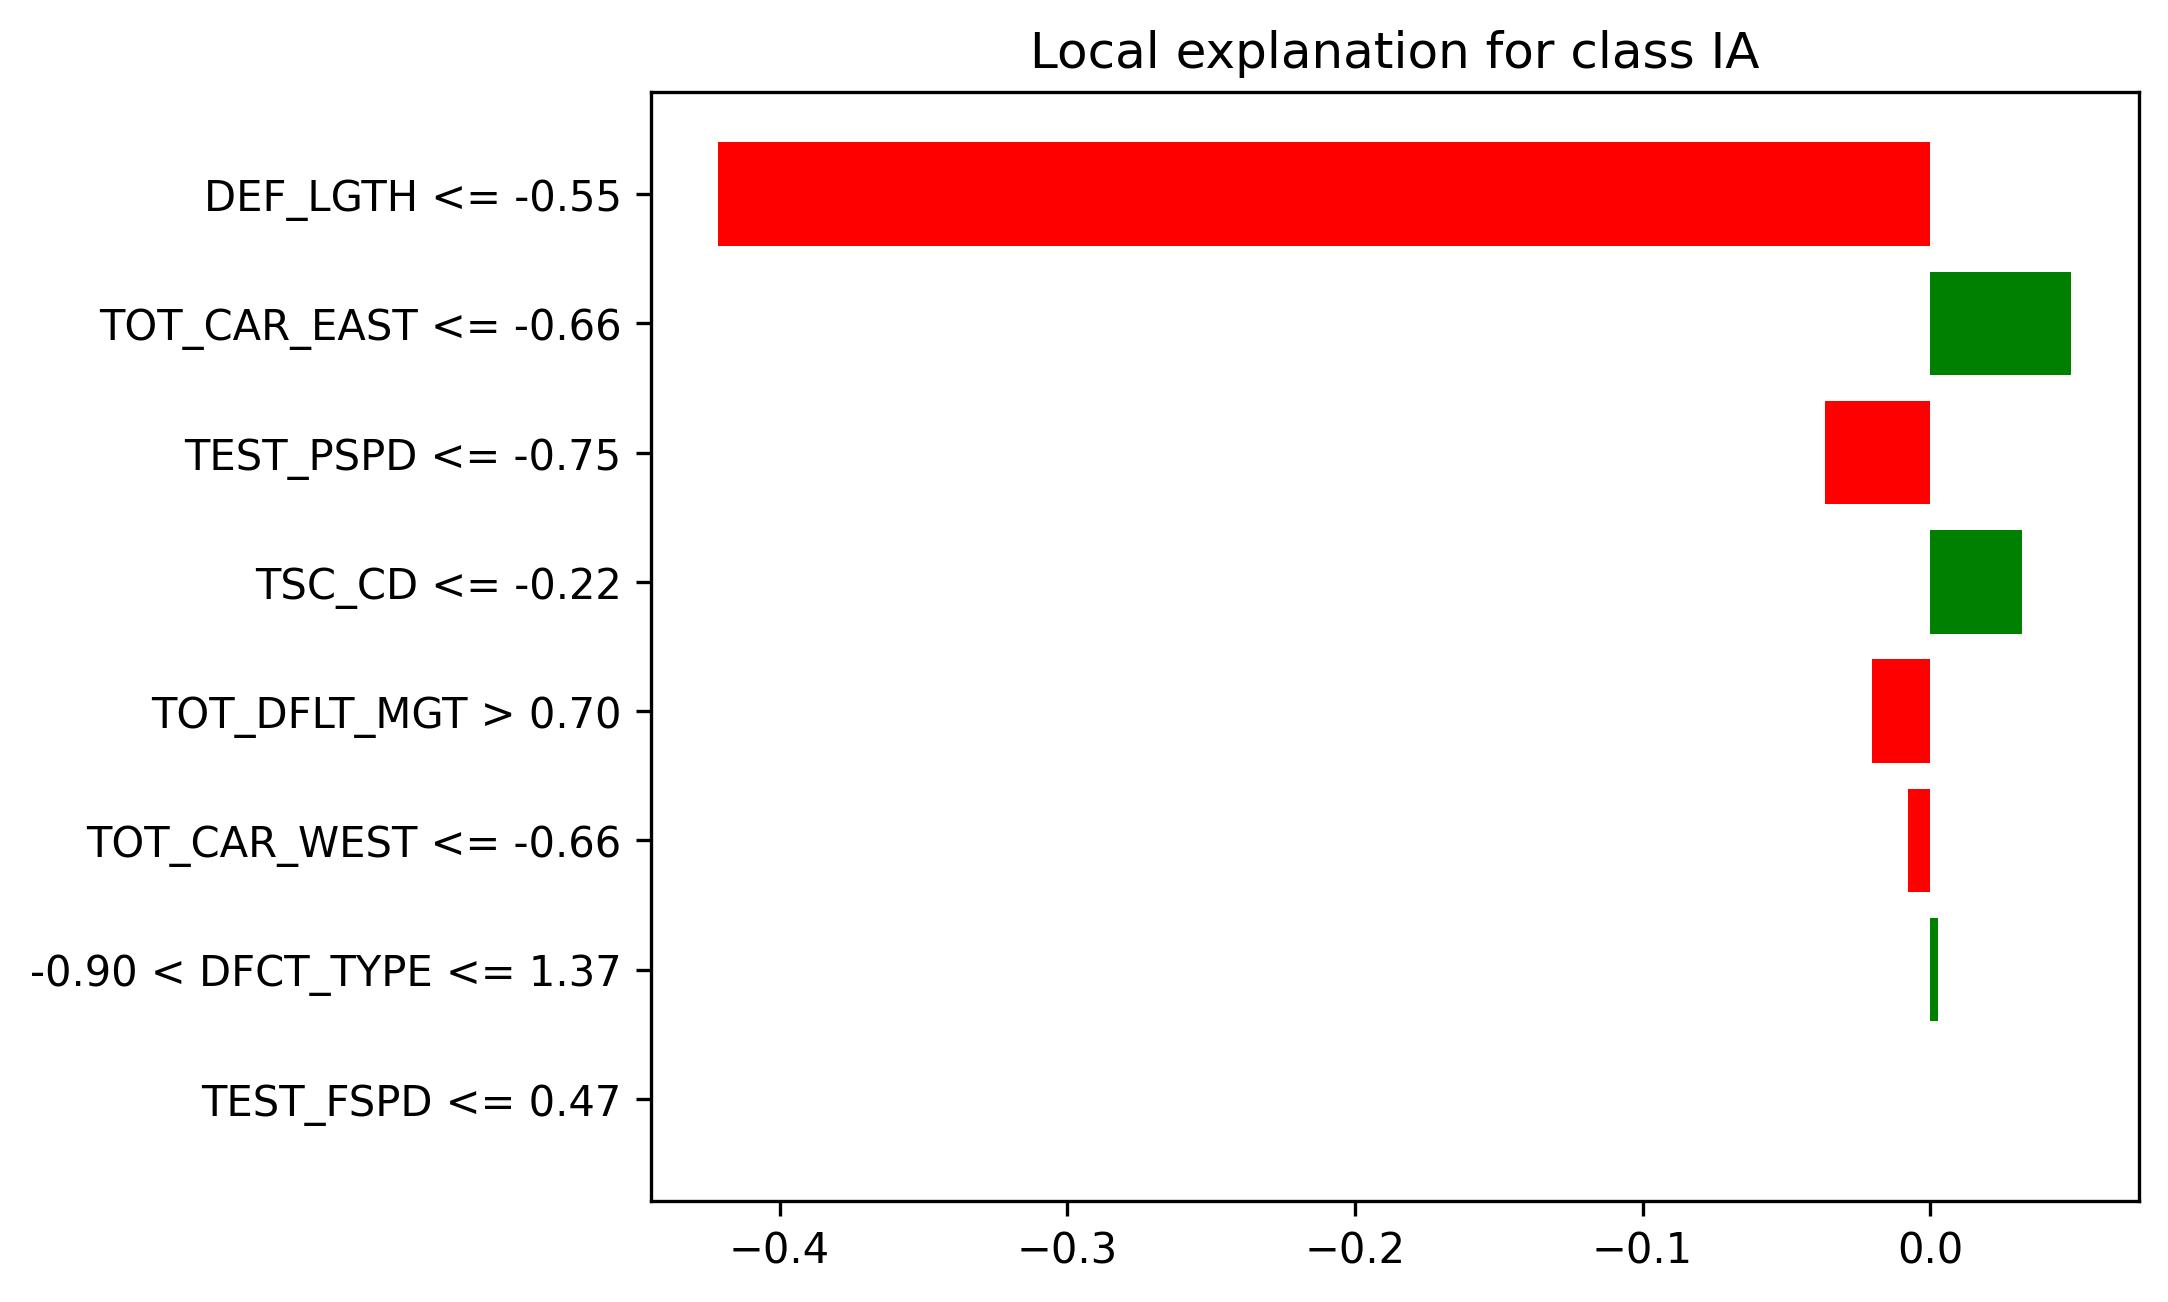 Local explanation for class IA
DEF_LGTH <= -0.55
TOT_CAR_EAST <= -0.66
TEST_PSPD <= -0.75
TSC_CD <= -0.22
TOT_DFLT_MGT > 0.70
TOT_CAR_WEST <= -0.66
-0.90 < DFCT_TYPE <= 1.37
TEST_FSPD <= 0.47
−0.4 −0.3 −0.2 −0.1 0.0